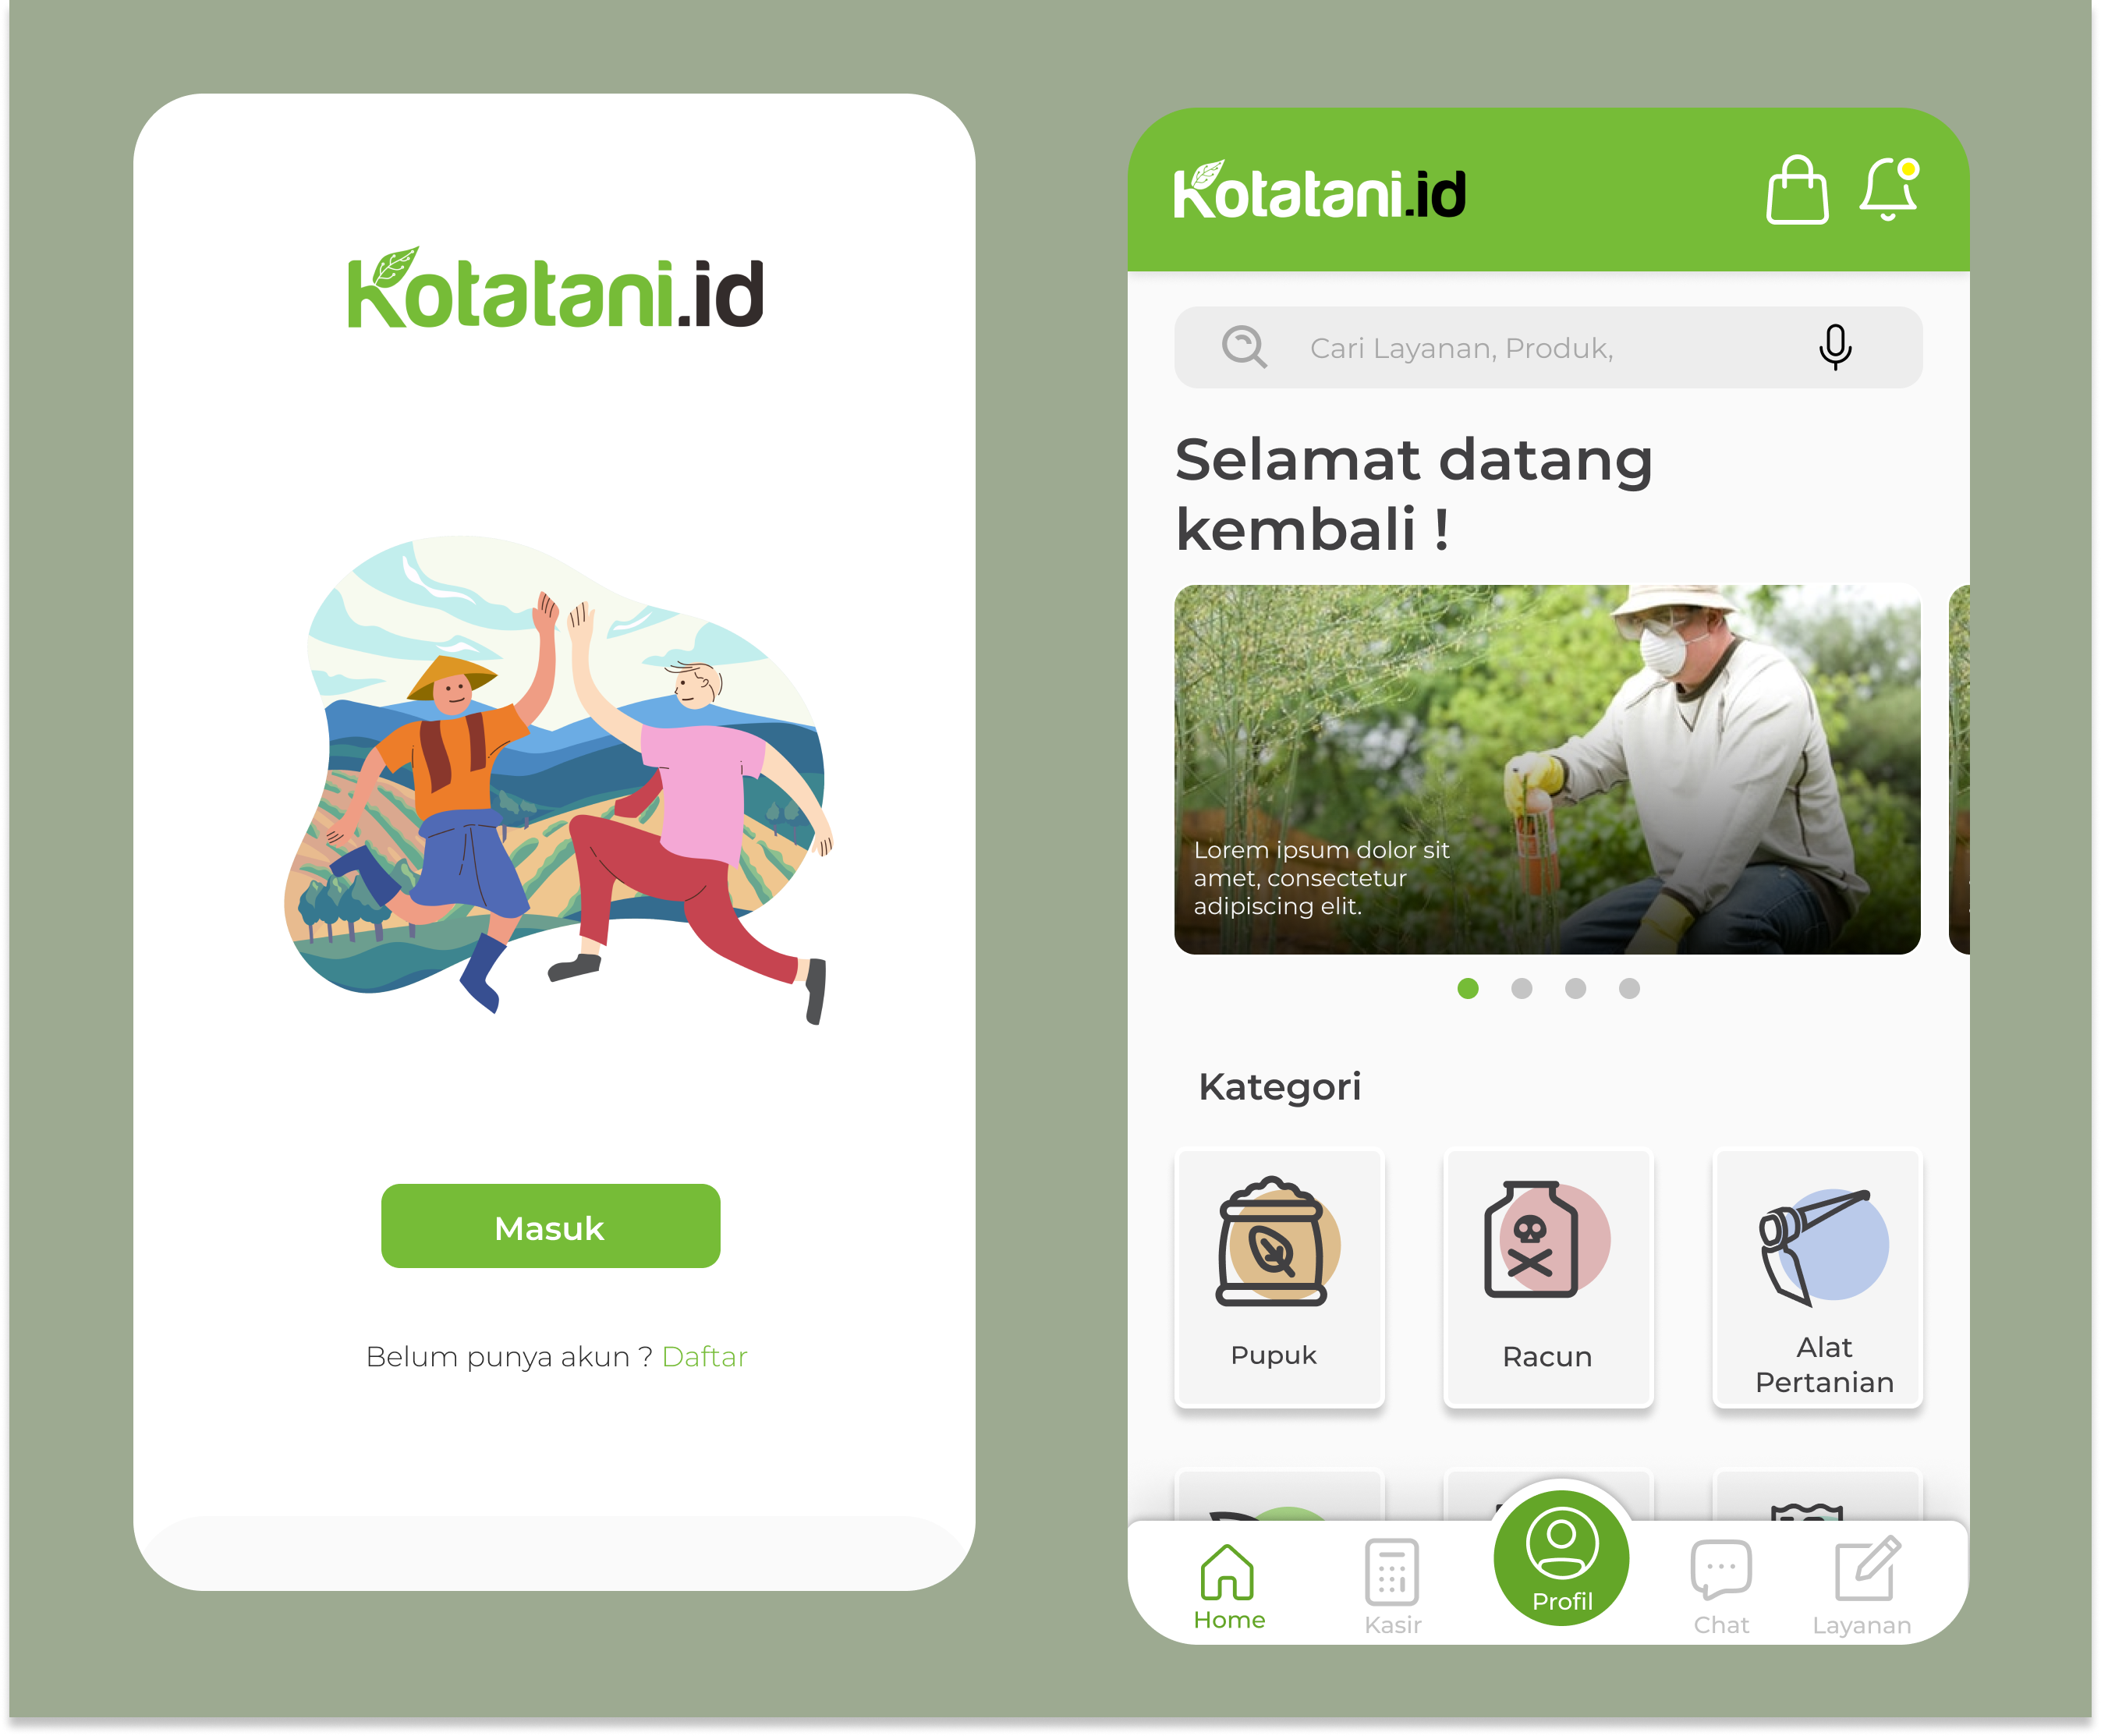 Kotatani.id
Masuk
Belum punya akun ? Daftar
Kotatani.id
Cari Layanan, Produk,
Selamat datang
kembali !
Lorem ipsum dolor sit
amet, consectetur
adipiscing elit.
Kategori
Pupuk
Racun
Alat
Pertanian
Home
Kasir
Profil
Chat
Layanan